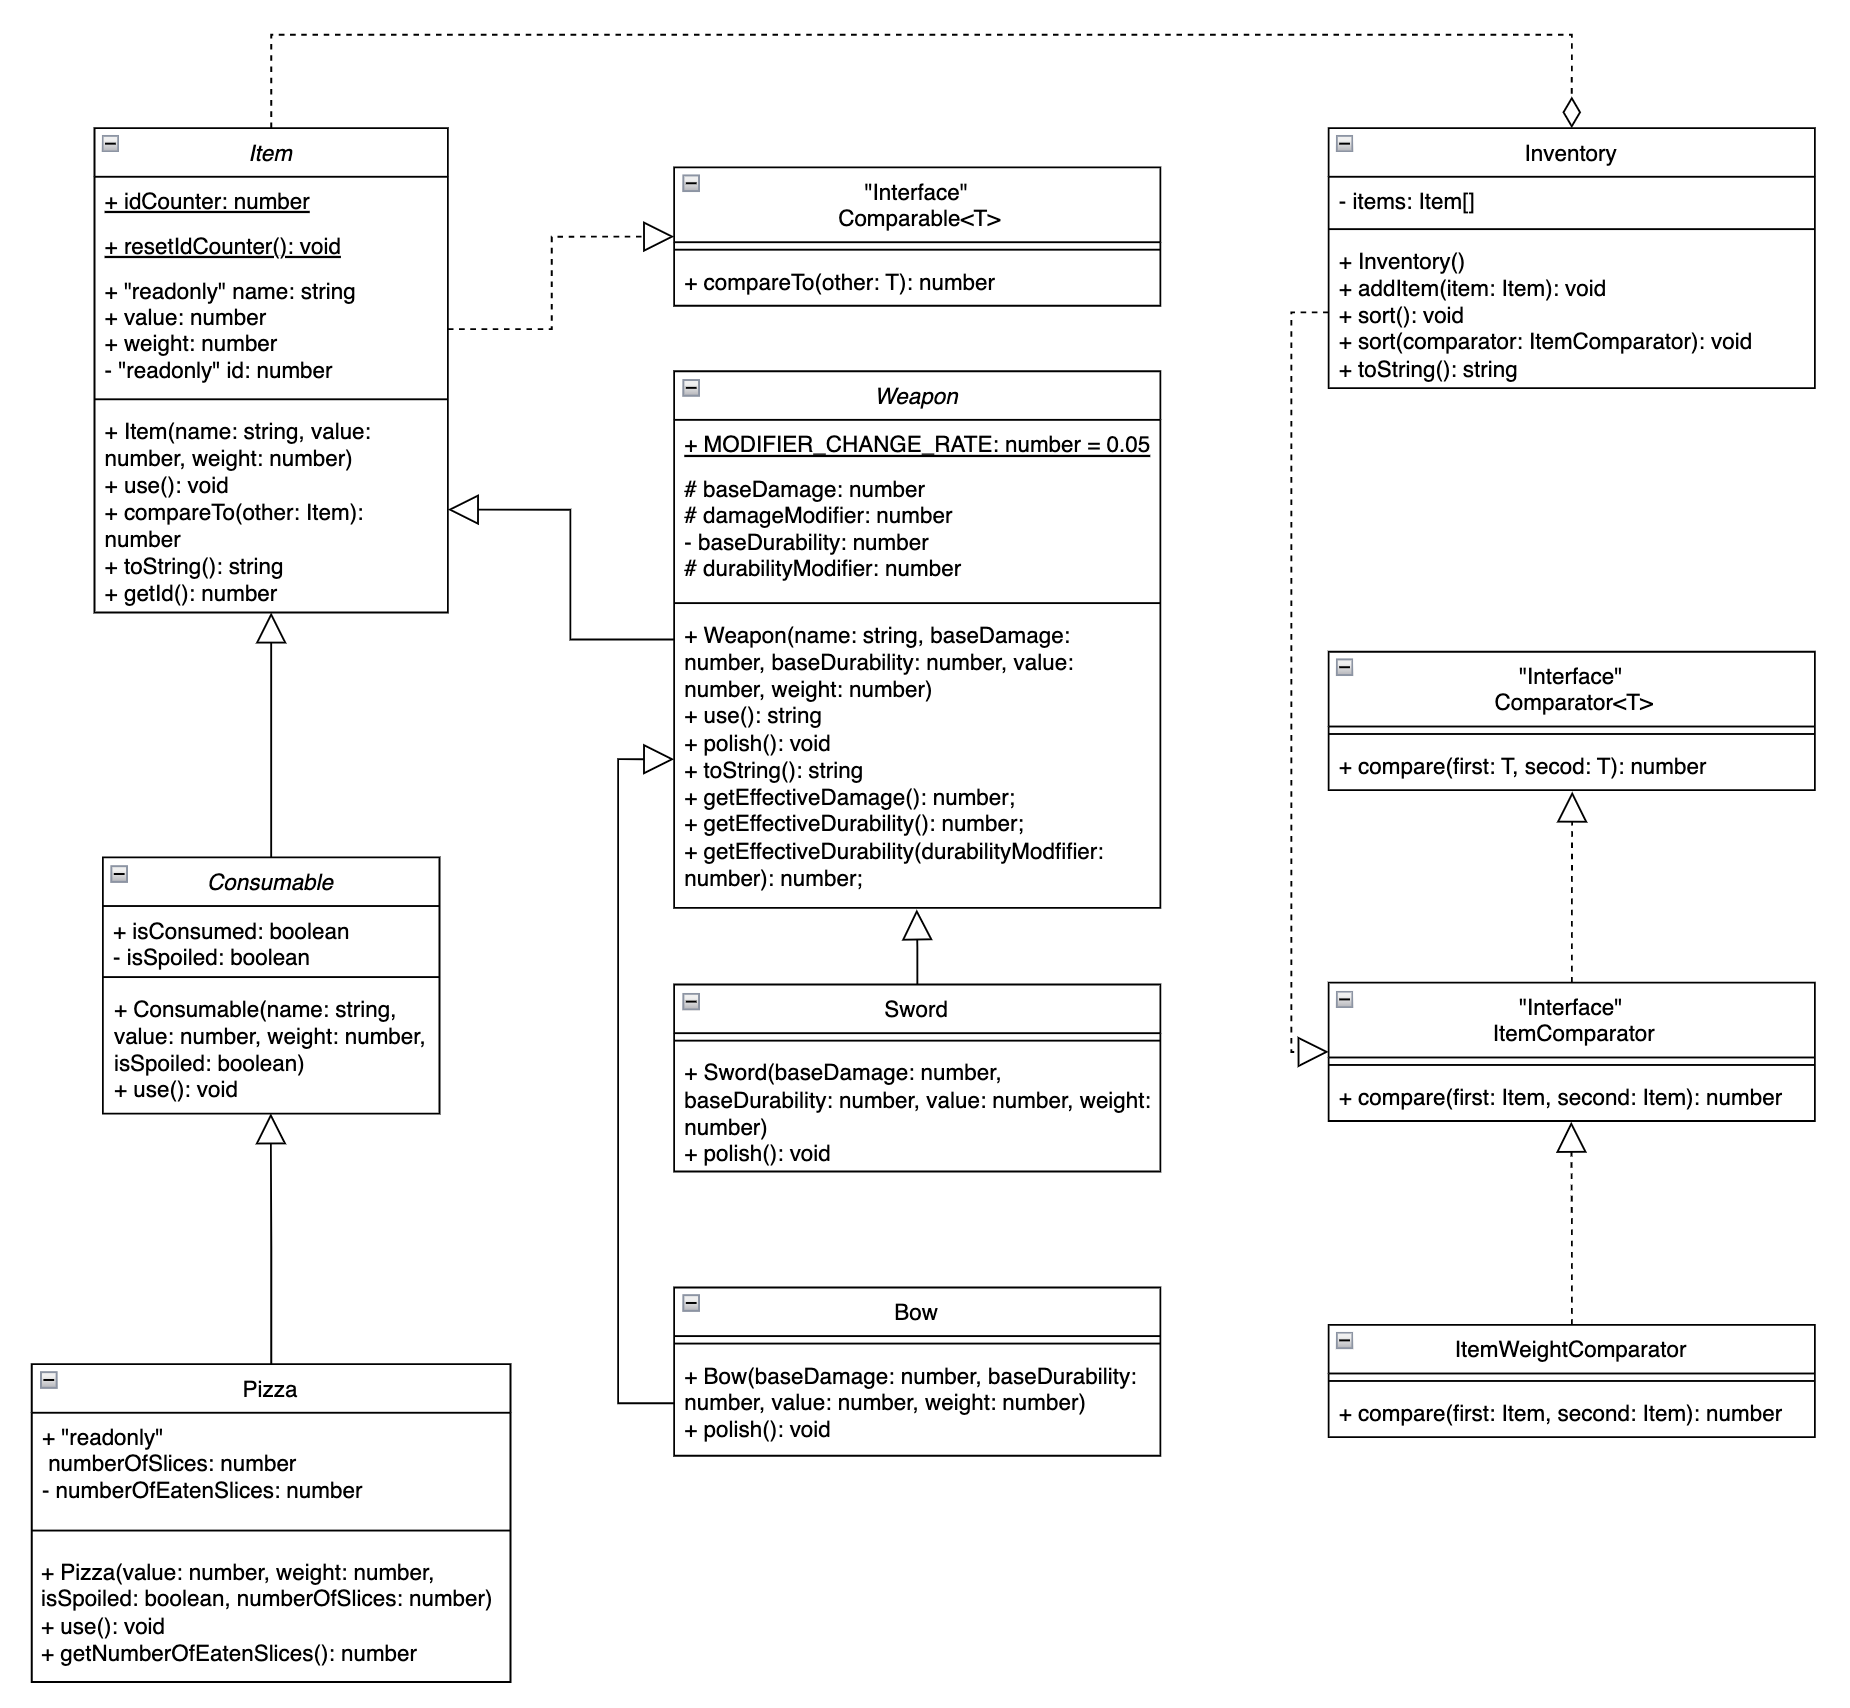 Item
+ idCounter: number
+ resetIdCounter(): void
+ "readonly" name: string
+ value: number
+ weight: number
- "readonly" id: number
+ Item(name: string, value:
number, weight: number)
+ use(): void
+ compareTo(other: Item):
number
+ toString(): string
+ getId(): number
Consumable
+ isConsumed: boolean
- isSpoiled: boolean
+ Consumable(name: string,
value: number, weight: number,
isSpoiled: boolean)
+ use(): void
Pizza
+ "readonly"
numberOfSlices: number
- numberOfEatenSlices: number
+ Pizza(value: number, weight: number,
isSpoiled: boolean, numberOfSlices: number)
+ use(): void
+ getNumberOfEatenSlices(): number
"Interface"
Comparable<T>
+ compareTo(other: T): number
Weapon
+ MODIFIER_CHANGE_RATE: number = 0.05
# baseDamage: number
# damageModifier: number
- baseDurability: number
# durabilityModifier: number
+ Weapon(name: string, baseDamage:
number, baseDurability: number, value:
number, weight: number)
+ use(): string
+ polish(): void
+ toString(): string
+ getEffectiveDamage(): number;
+ getEffectiveDurability(): number;
+ getEffectiveDurability(durabilityModfifier:
number): number;
Sword
+ Sword(baseDamage: number,
baseDurability: number, value: number, weight:
number)
+ polish(): void
Bow
+ Bow(baseDamage: number, baseDurability:
number, value: number, weight: number)
+ polish(): void
Inventory
- items: Item[]
+ Inventory()
+ addItem(item: Item): void
+ sort(): void
+ sort(comparator: ItemComparator): void
+ toString(): string
"Interface"
Comparator<T>
+ compare(first: T, secod: T): number
"Interface"
ItemComparator
+ compare(first: Item, second: Item): number
ItemWeightComparator
+ compare(first: Item, second: Item): number